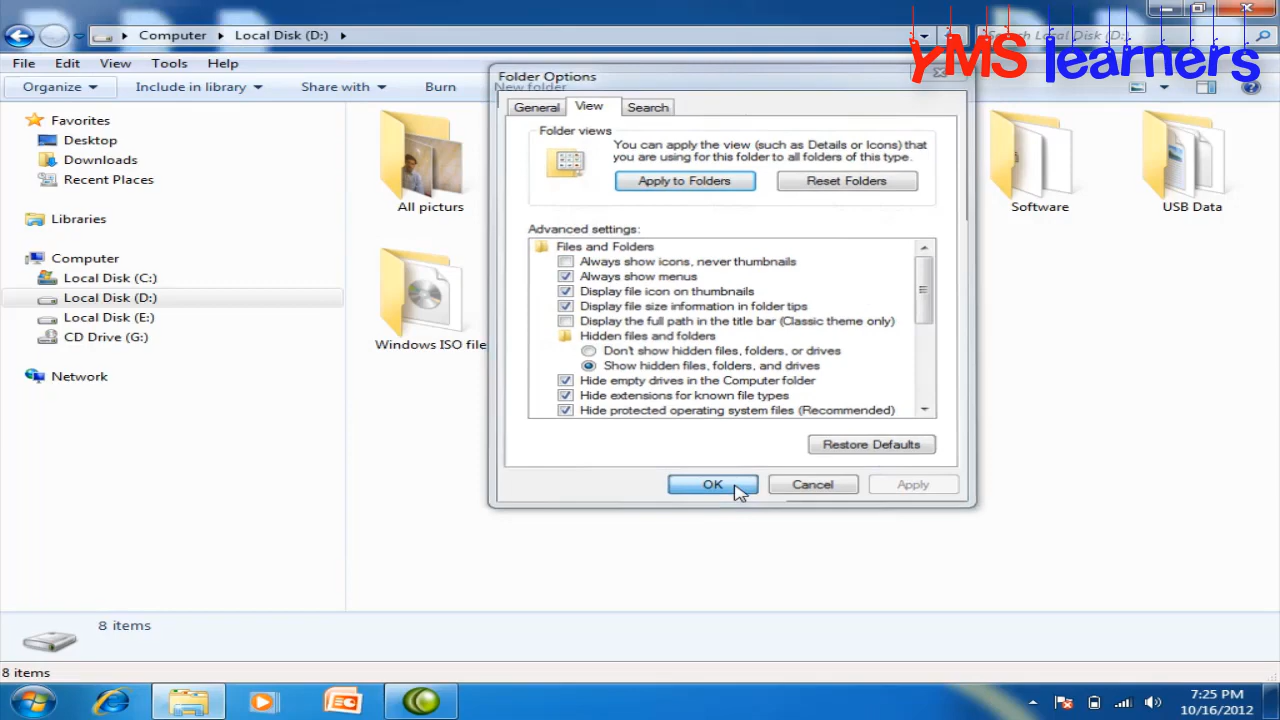 YMS learners
Computer
Local Disk (D:)
Search Local Disk (D:)
File
Edit
View
Tools
Help
Organize
Include in library
Share with
Burn
New folder
Favorites
Desktop
Downloads
Recent Places
Libraries
Computer
Local Disk (C:)
Local Disk (D:)
Local Disk (E:)
CD Drive (G:)
Network
All picturs
Windows ISO file
Software
USB Data
Folder Options
General
View
Search
Folder views
You can apply the view (such as Details or Icons) that
you are using for this folder to all folders of this type.
Apply to Folders
Reset Folders
Advanced settings:
Files and Folders
Always show icons, never thumbnails
Always show menus
Display file icon on thumbnails
Display file size information in folder tips
Display the full path in the title bar (Classic theme only)
Hidden files and folders
Don't show hidden files, folders, or drives
Show hidden files, folders, and drives
Hide empty drives in the Computer folder
Hide extensions for known file types
Hide protected operating system files (Recommended)
Restore Defaults
OK
Cancel
Apply
8 items
8 items
7:25 PM
10/16/2012